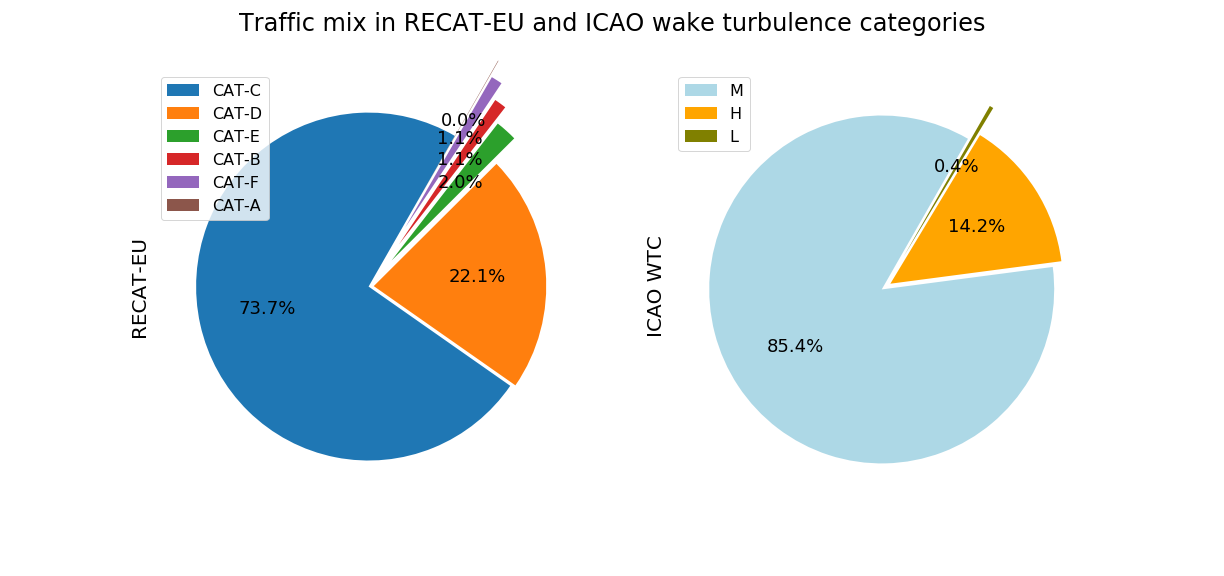 Traffic mix in RECAT-EU and ICAO wake turbulence categories
CAT-C
CAT-D
CAT-E
CAT-B
CAT-F
CAT-A
0.0%
1.1%
1.1%
2.0%
22.1%
73.7%
RECAT-EU
M
H
L
0.4%
14.2%
85.4%
ICAO WTC